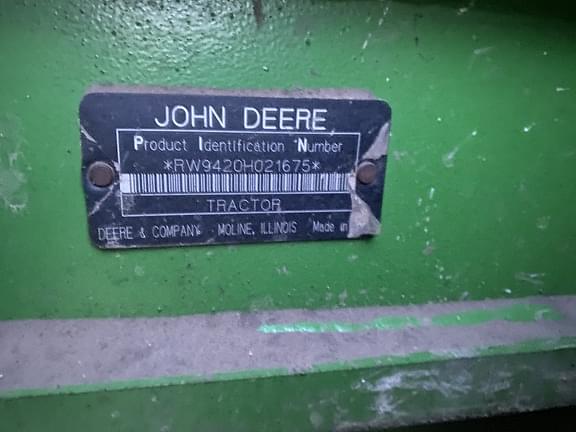 JOHN DEERE
Product Identification Number
*RW9420H021675*
TRACTOR
DEERE & COMPANY MOLINE, ILLINOIS Made in